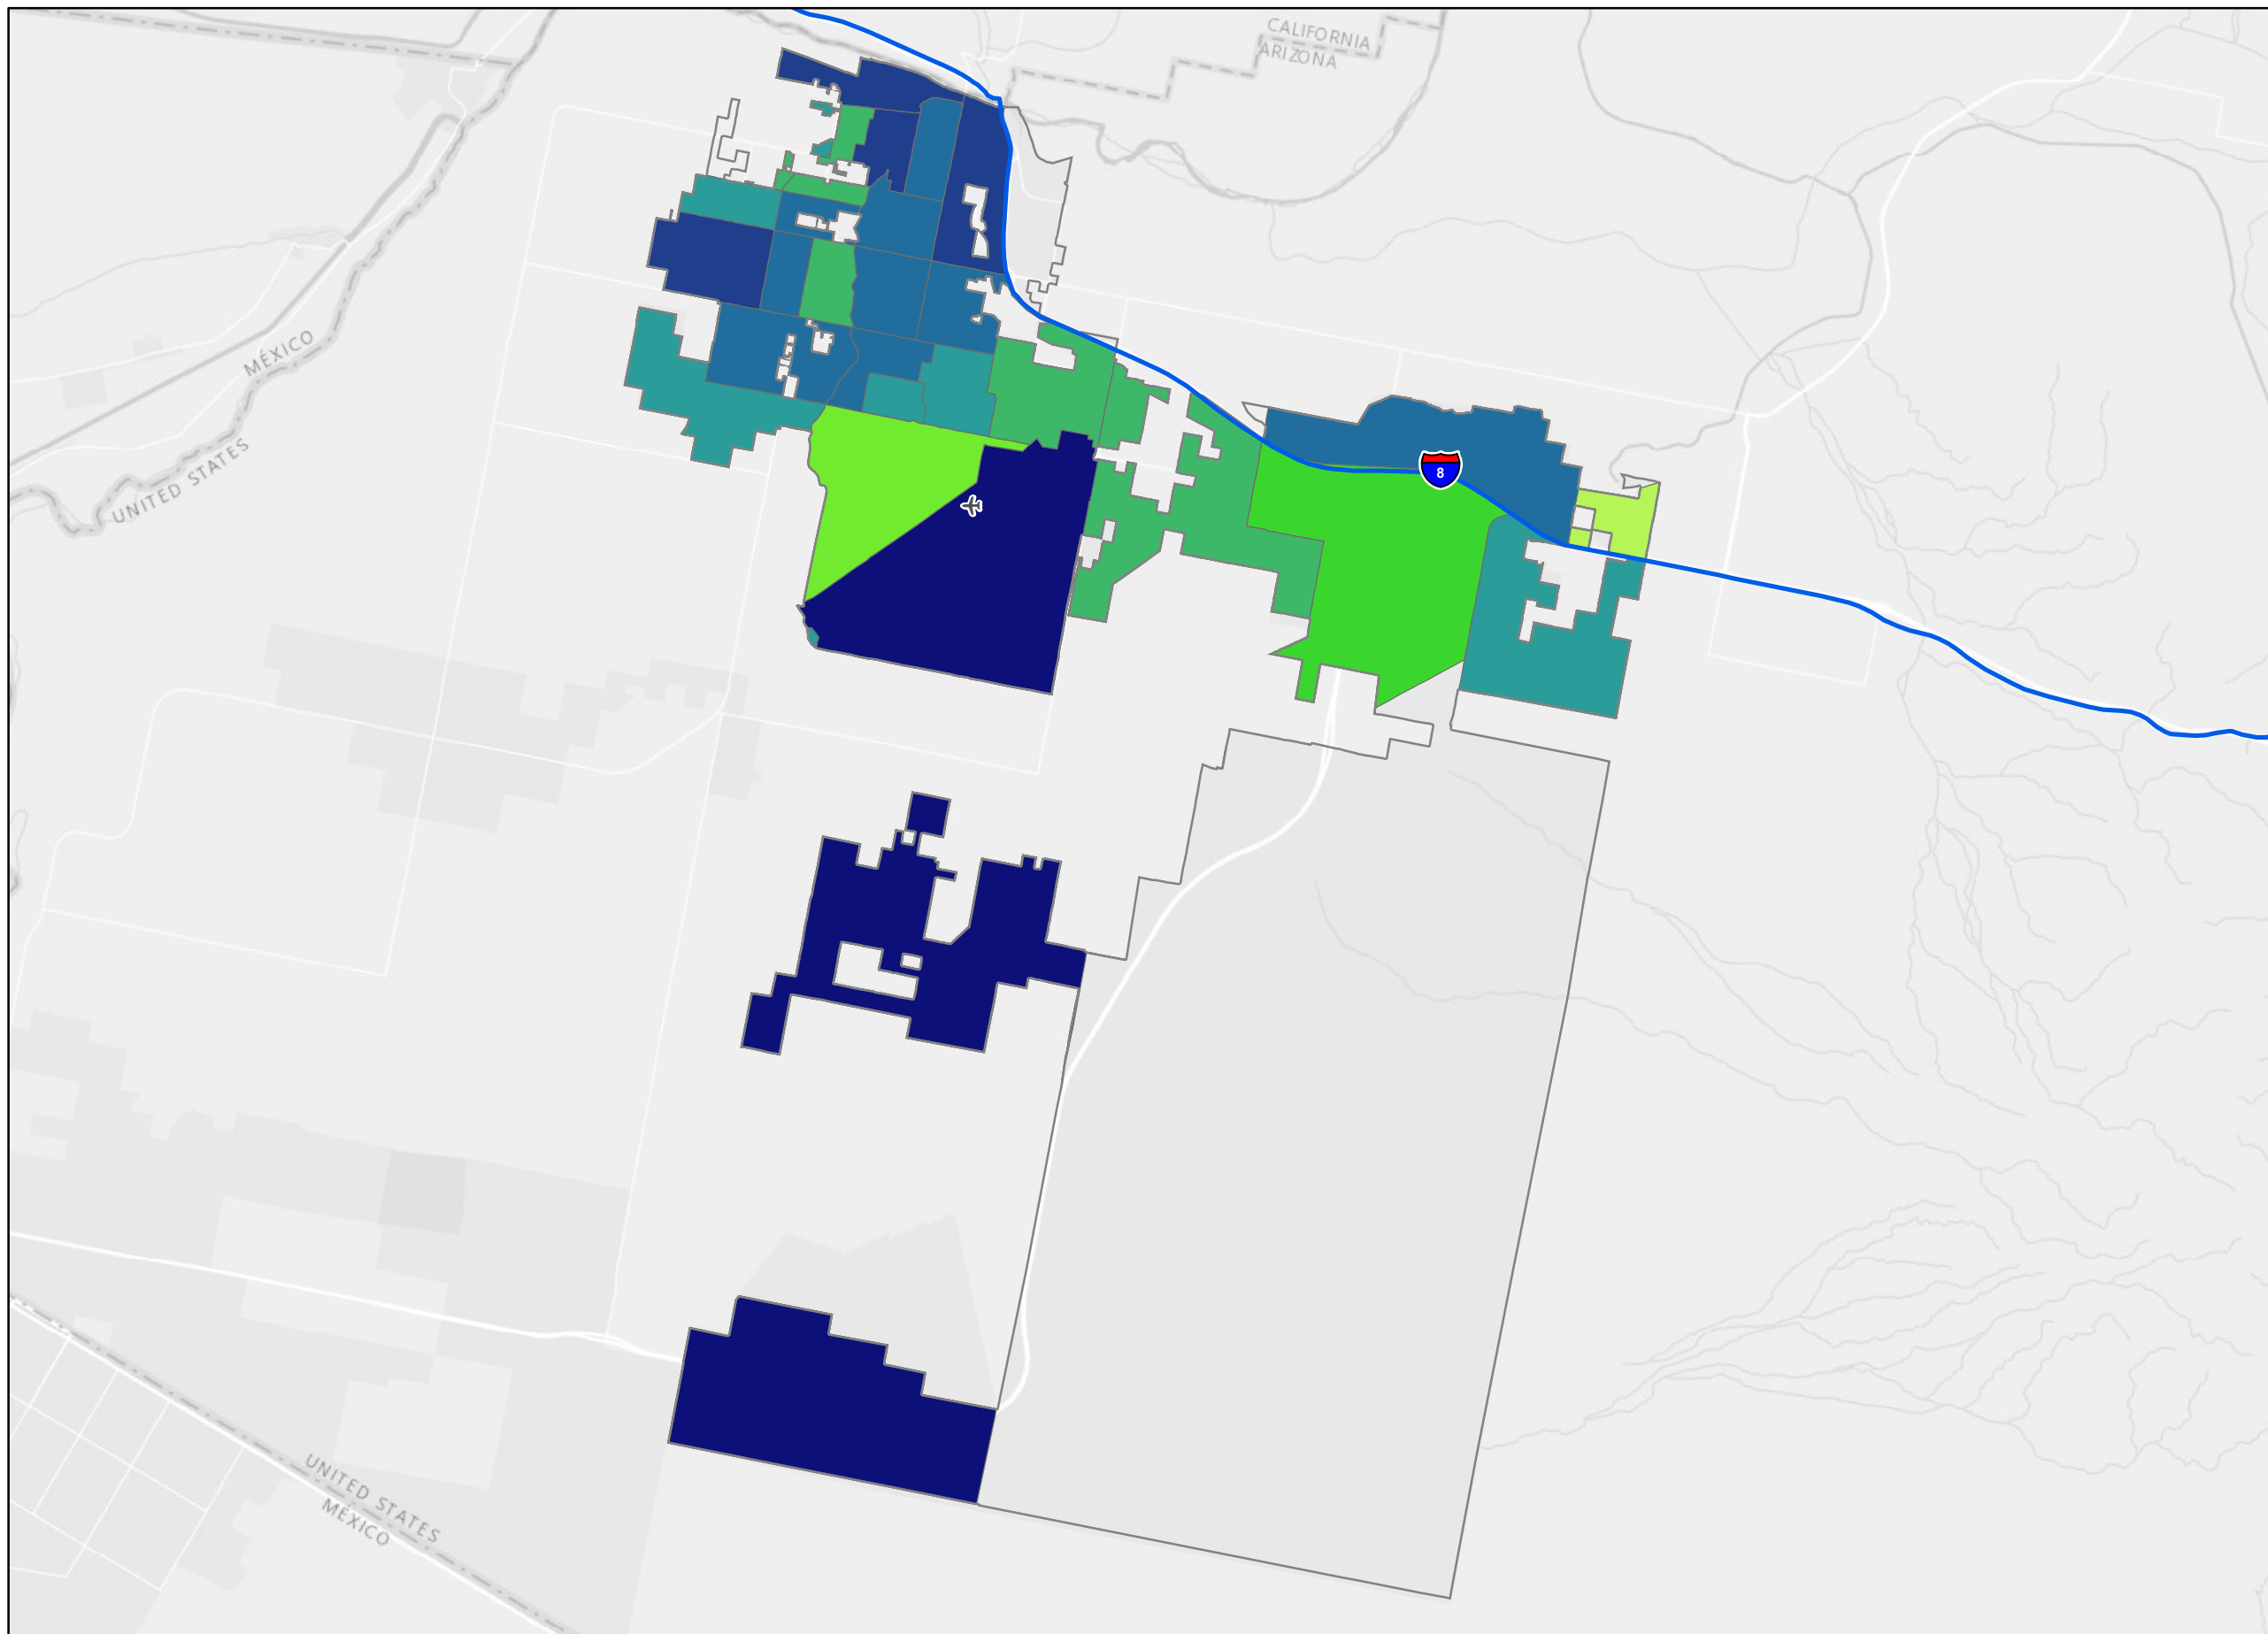 CALIFORNIA
ARIZONA
MÉXICO
UNITED STATES
8
UNITED STATES
MÉXICO